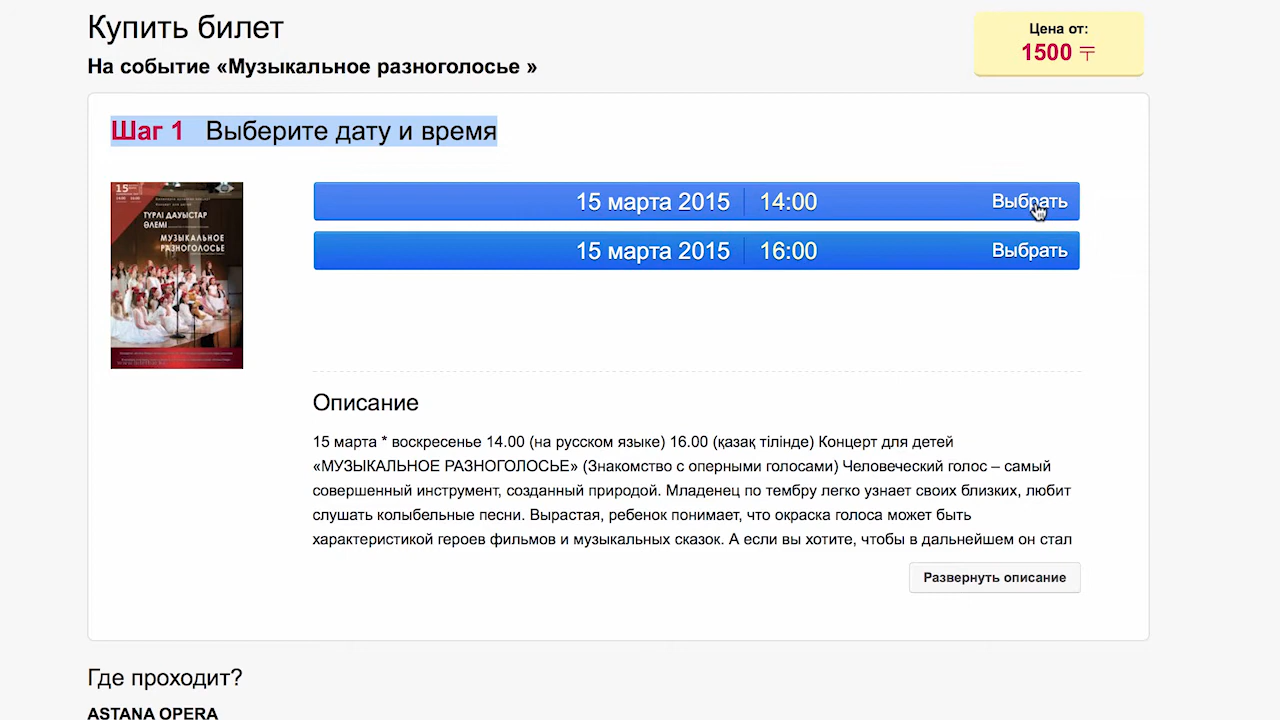 Купить билет
На событие «Музыкальное разноголосье »
Цена от:
1500 ₸
Шаг 1 Выберите дату и время
15
ТҮРЛІ ДАУЫСТАР
ӘЛЕМІ
МУЗЫКАЛЬНОЕ
РАЗНОГОЛОСЬЕ
15 марта 2015 14:00 Выбрать
15 марта 2015 16:00 Выбрать
Описание
15 марта * воскресенье 14.00 (на русском языке) 16.00 (қазақ тілінде) Концерт для детей
«МУЗЫКАЛЬНОЕ РАЗНОГОЛОСЬЕ» (Знакомство с оперными голосами) Человеческий голос – самый
совершенный инструмент, созданный природой. Младенец по тембру легко узнает своих близких, любит
слушать колыбельные песни. Вырастая, ребенок понимает, что окраска голоса может быть
характеристикой героев фильмов и музыкальных сказок. А если вы хотите, чтобы в дальнейшем он стал
Развернуть описание
Где проходит?
ASTANA OPERA